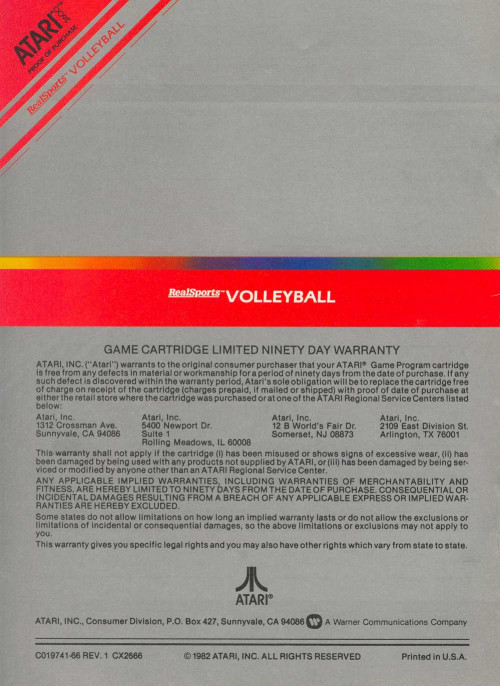 ATARI®
PROOF OF PURCHASE
RealSports™ VOLLEYBALL
RealSports™ VOLLEYBALL
GAME CARTRIDGE LIMITED NINETY DAY WARRANTY
ATARI, INC. ("Atari") warrants to the original consumer purchaser that your ATARI® Game Program cartridge
is free from any defects in material or workmanship for a period of ninety days from the date of purchase. If any
such defect is discovered within the warranty period, Atari's sole obligation will be to replace the cartridge free
of charge on receipt of the cartridge (charges prepaid, if mailed or shipped) with proof of date of purchase at
either the retail store where the cartridge was purchased or at one of the ATARI Regional Service Centers listed
below:
Atari, Inc. Atari, Inc. Atari, Inc. Atari, Inc.
1312 Crossman Ave. 5400 Newport Dr. 12 B World's Fair Dr. 2109 East Division St.
Sunnyvale, CA 94086 Suite 1 Somerset, NJ 08873 Arlington, TX 76001
Rolling Meadows, IL 60008
This warranty shall not apply if the cartridge (i) has been misused or shows signs of excessive wear, (ii) has
been damaged by being used with any products not supplied by ATARI, or (iii) has been damaged by being ser-
viced or modified by anyone other than an ATARI Regional Service Center.
ANY APPLICABLE IMPLIED WARRANTIES, INCLUDING WARRANTIES OF MERCHANTABILITY AND
FITNESS, ARE HEREBY LIMITED TO NINETY DAYS FROM THE DATE OF PURCHASE. CONSEQUENTIAL OR
INCIDENTAL DAMAGES RESULTING FROM A BREACH OF ANY APPLICABLE EXPRESS OR IMPLIED WAR-
RANTIES ARE HEREBY EXCLUDED.
Some states do not allow limitations on how long an implied warranty lasts or do not allow the exclusions or
limitations of incidental or consequential damages, so the above limitations or exclusions may not apply to
you.
This warranty gives you specific legal rights and you may also have other rights which vary from state to state.
ATARI®
ATARI, INC., Consumer Division, P.O. Box 427, Sunnyvale, CA 94086 A Warner Communications Company
C019741-66 REV. 1 CX2666 © 1982 ATARI, INC. ALL RIGHTS RESERVED Printed in U.S.A.